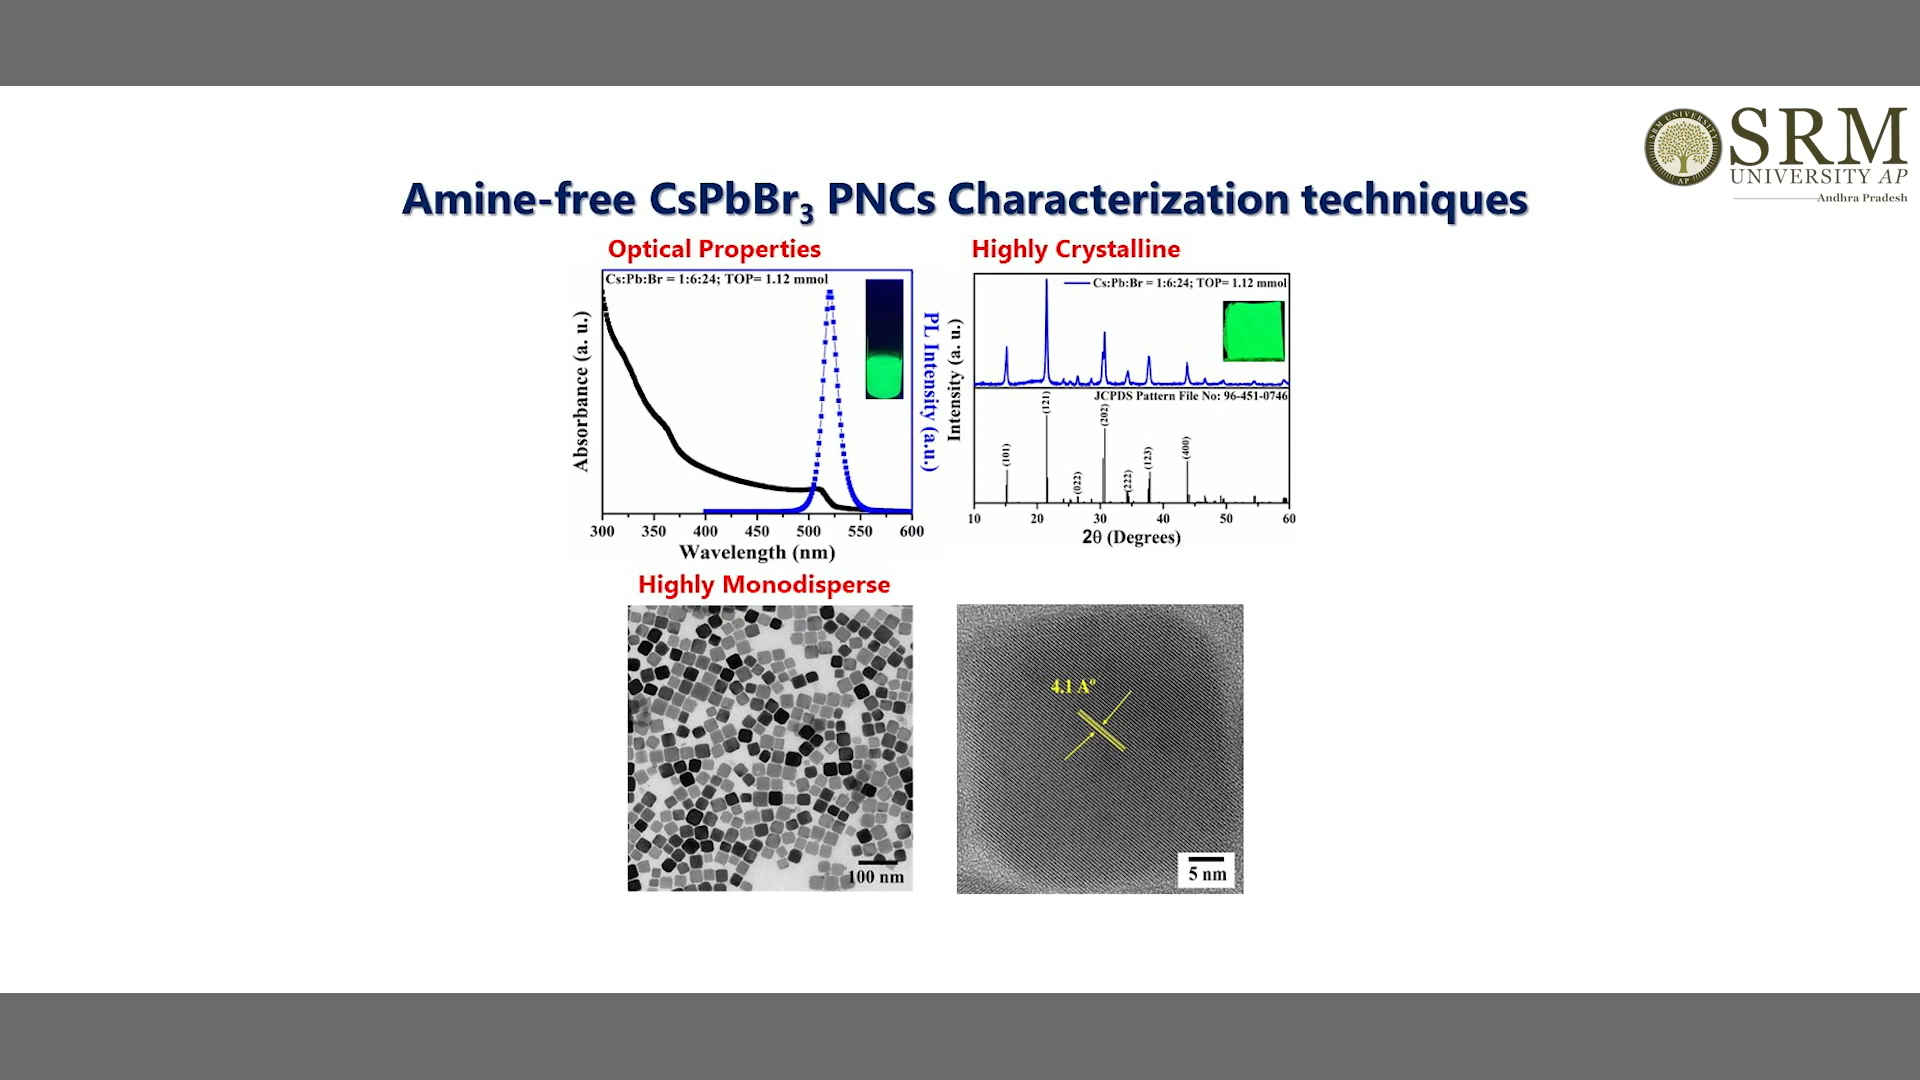 SRM UNIVERSITY
AP
SRM
UNIVERSITY AP
Andhra Pradesh
Amine-free CsPbBr3 PNCs Characterization techniques
Optical Properties
Cs:Pb:Br = 1:6:24; TOP= 1.12 mmol
Absorbance (a. u.)
PL Intensity (a.u.)
300 350 400 450 500 550 600
Wavelength (nm)
Highly Crystalline
Cs:Pb:Br = 1:6:24; TOP= 1.12 mmol
JCPDS Pattern File No: 96-451-0746
Intensity (a. u.)
(101) (121) (022) (202) (222) (123) (400)
10 20 30 40 50 60
2θ (Degrees)
Highly Monodisperse
100 nm
4.1 Aº
5 nm